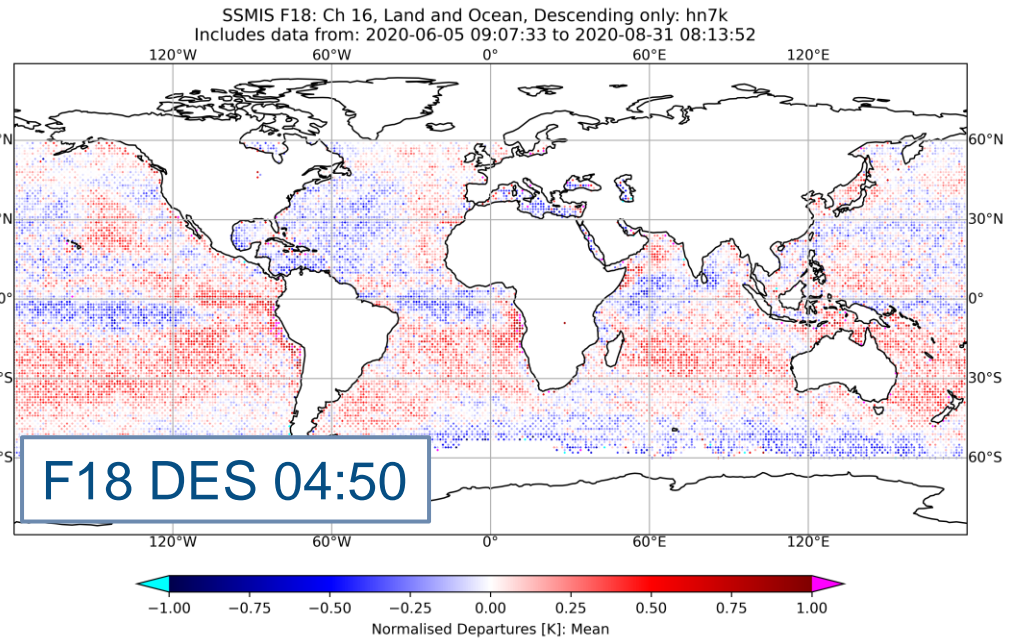 SSMIS F18: Ch 16, Land and Ocean, Descending only: hn7k
Includes data from: 2020-06-05 09:07:33 to 2020-08-31 08:13:52
120°W 60°W 0° 60°E 120°E
°N 60°N
°N 30°N
0° 0°
°S 30°S
°S 60°S
F18 DES 04:50
120°W 60°W 0° 60°E 120°E
−1.00 −0.75 −0.50 −0.25 0.00 0.25 0.50 0.75 1.00
Normalised Departures [K]: Mean